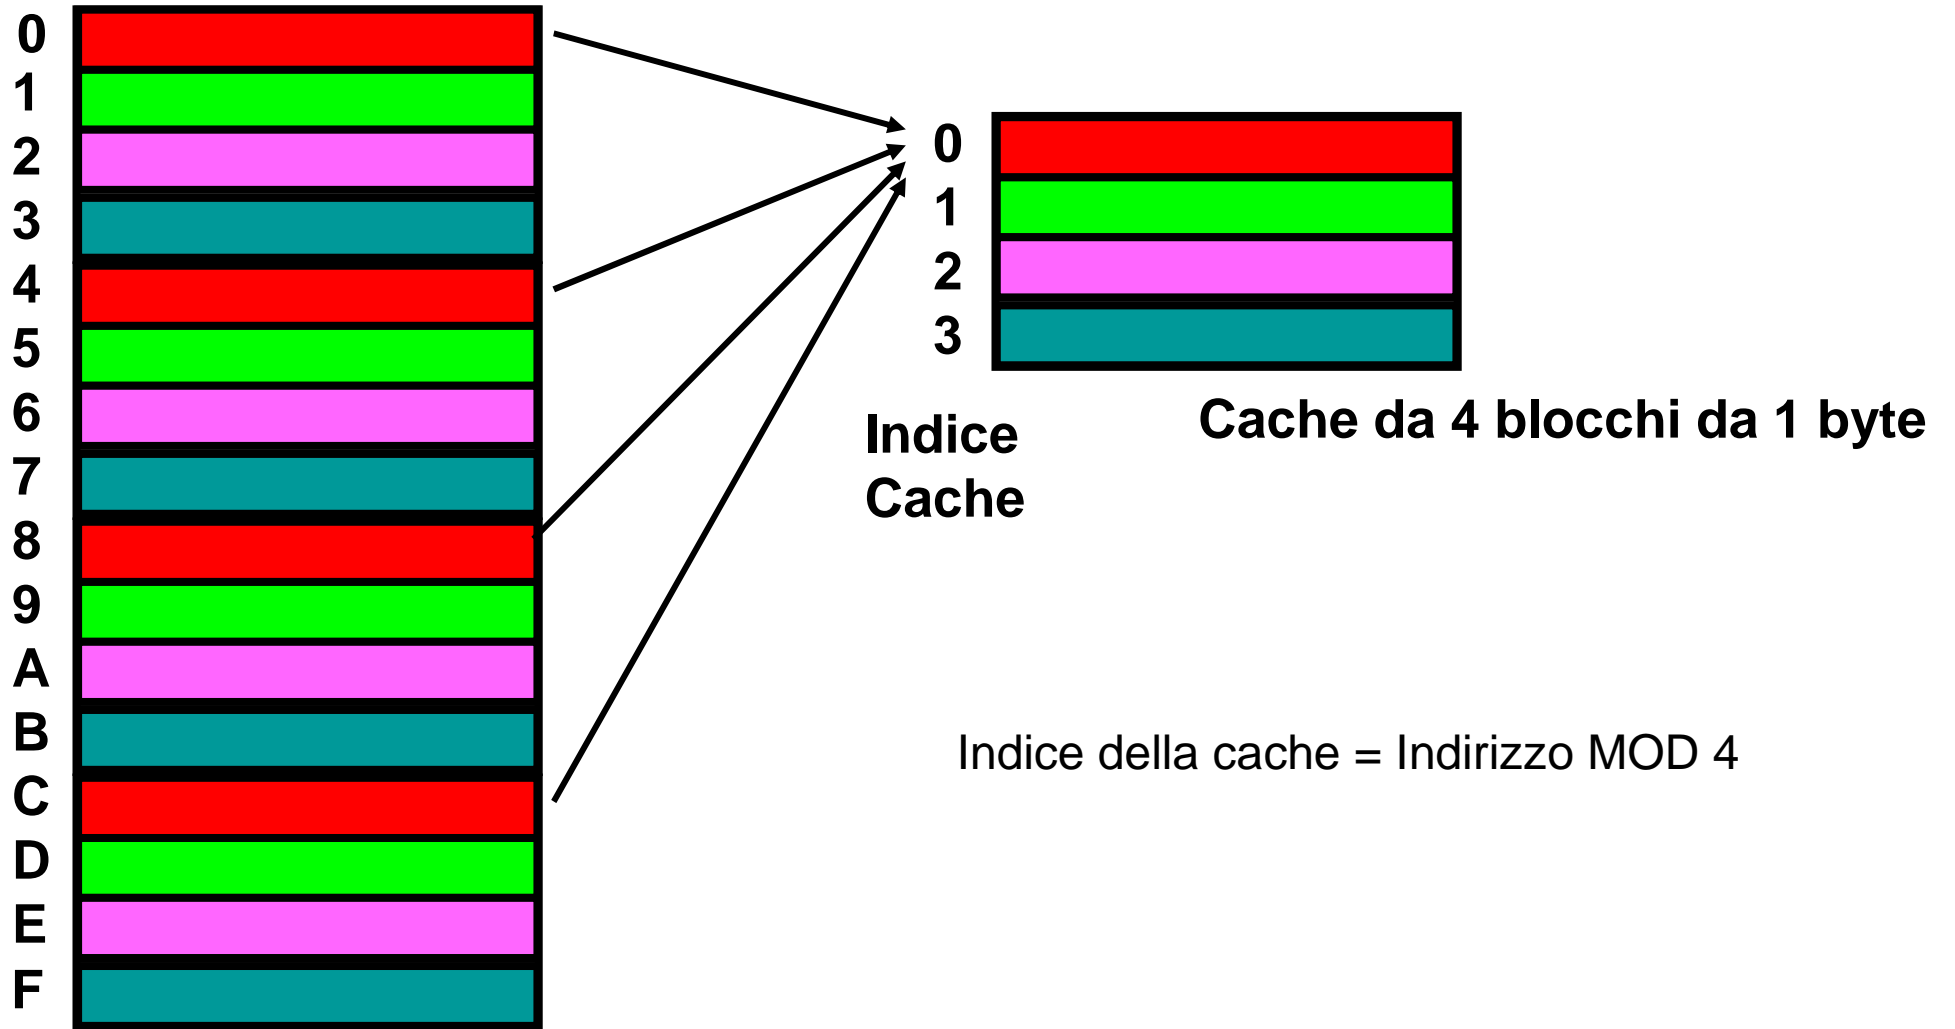 0
1
2
3
4
5
6
7
8
9
A
B
C
D
E
F
0
1
2
3
Indice
Cache
Cache da 4 blocchi da 1 byte
Indice della cache = Indirizzo MOD 4